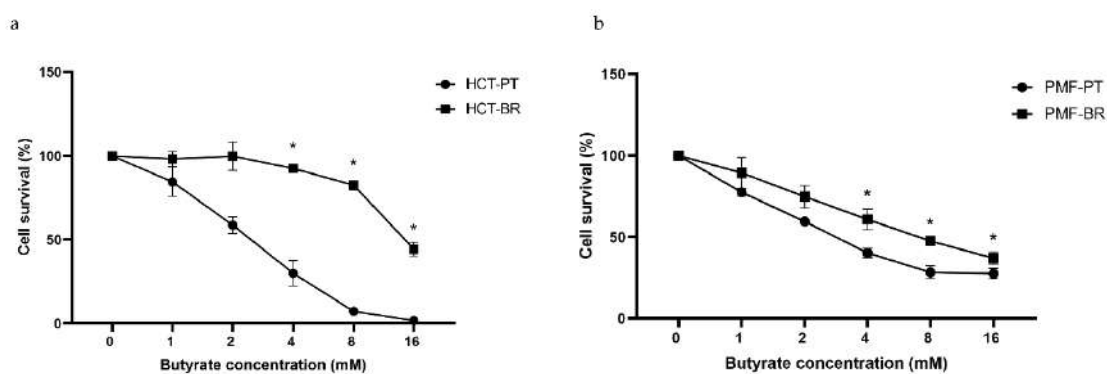 a
150
100
50
0
Cell survival (%)
HCT-PT
HCT-BR
*
*
*
0 1 2 4 8 16
Butyrate concentration (mM)
b
150
100
50
0
Cell survival (%)
PMF-PT
PMF-BR
*
*
*
0 1 2 4 8 16
Butyrate concentration (mM)